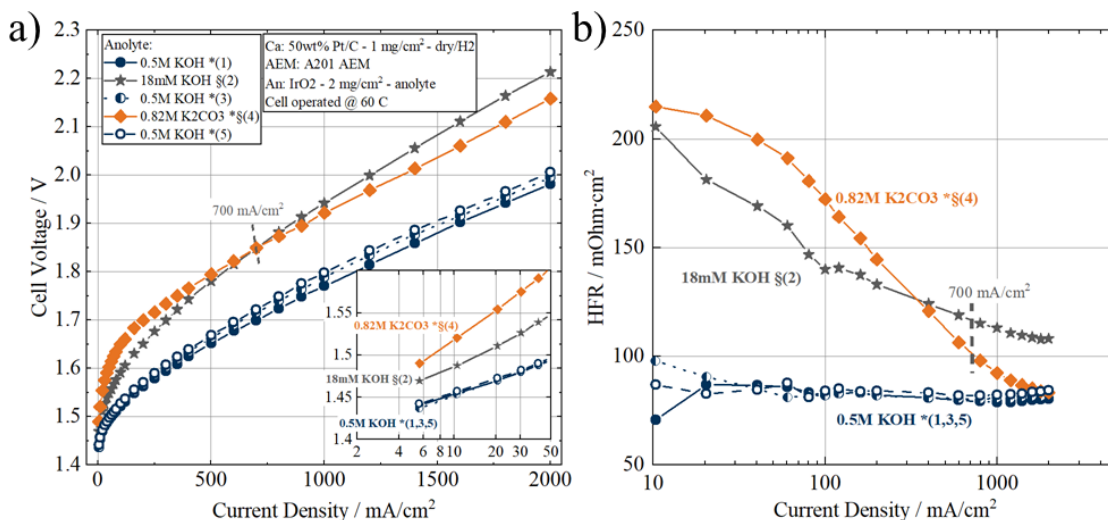 a)
Anolyte:
0.5M KOH *(1)
18mM KOH §(2)
0.5M KOH *(3)
0.82M K2CO3 *§(4)
0.5M KOH *(5)
Ca: 50wt% Pt/C - 1 mg/cm² - dry/H2
AEM: A201 AEM
An: IrO2 - 2 mg/cm² - anolyte
Cell operated @ 60 C
Cell Voltage / V
2.3
2.2
2.1
2.0
1.9
1.8
1.7
1.6
1.5
1.4
700 mA/cm²
0.82M K2CO3 *§(4)
18mM KOH §(2)
0.5M KOH *(1,3,5)
1.55
1.5
1.45
1.4
2 4 6 8 10 20 30 50
0 500 1000 1500 2000
Current Density / mA/cm²
b)
HFR / mOhm·cm²
250
200
150
100
50
0.82M K2CO3 *§(4)
18mM KOH §(2)
700 mA/cm²
0.5M KOH *(1,3,5)
10 100 1000
Current Density / mA/cm²